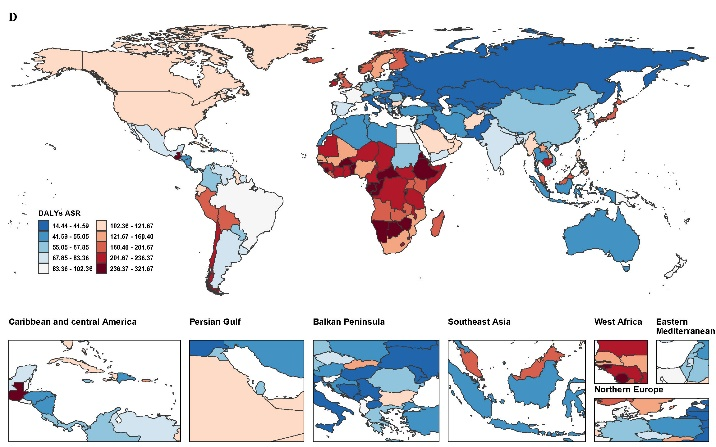 D
DALYs ASR
14.44 - 41.59
41.59 - 55.05
55.05 - 67.85
67.85 - 83.36
83.36 - 102.36
102.36 - 121.67
121.67 - 160.40
160.40 - 201.67
201.67 - 236.37
236.37 - 321.67
Caribbean and central America
Persian Gulf
Balkan Peninsula
Southeast Asia
West Africa
Eastern
Mediterranean
Northern Europe